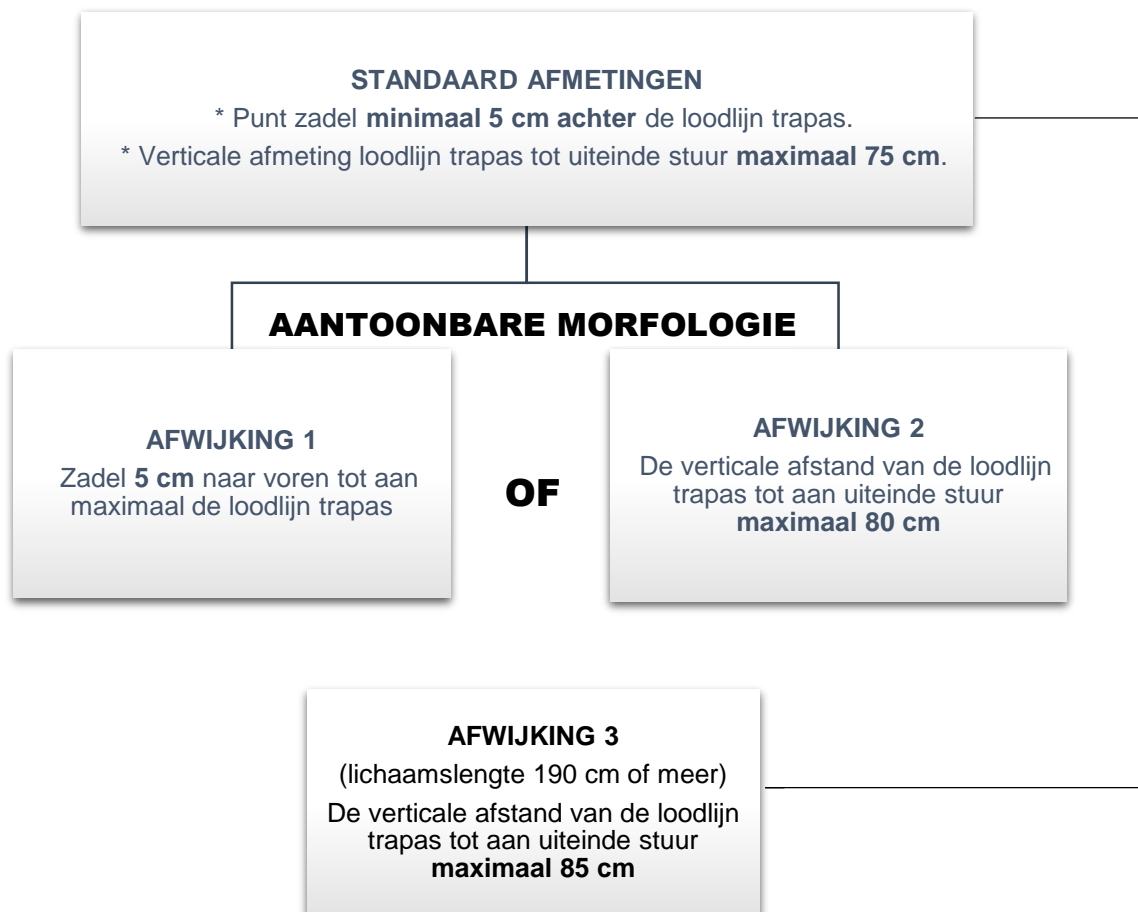 STANDAARD AFMETINGEN
* Punt zadel minimaal 5 cm achter de loodlijn trapas.
* Verticale afmeting loodlijn trapas tot uiteinde stuur maximaal 75 cm.
AANTOONBARE MORFOLOGIE
AFWIJKING 1
Zadel 5 cm naar voren tot aan
maximaal de loodlijn trapas
OF
AFWIJKING 2
De verticale afstand van de loodlijn
trapas tot aan uiteinde stuur
maximaal 80 cm
AFWIJKING 3
(lichaamslengte 190 cm of meer)
De verticale afstand van de loodlijn
trapas tot aan uiteinde stuur
maximaal 85 cm